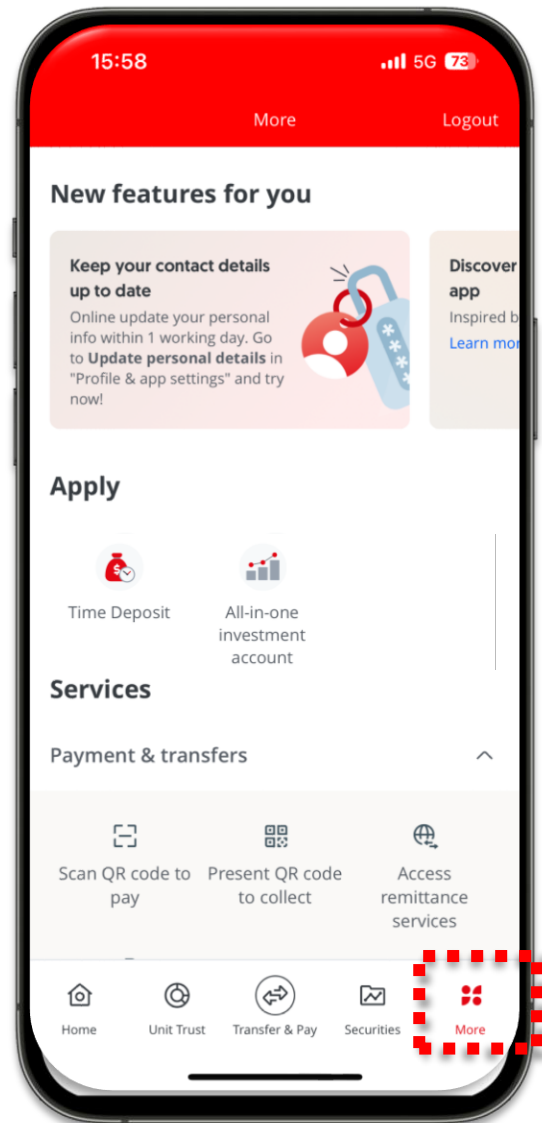 15:58
5G 73
More
Logout
New features for you
Keep your contact details
up to date
Online update your personal
info within 1 working day. Go
to Update personal details in
"Profile & app settings" and try
now!
Discover
app
Inspired b
Learn mor
Apply
Time Deposit
All-in-one
investment
account
Services
Payment & transfers
Scan QR code to
pay
Present QR code
to collect
Access
remittance
services
Home
Unit Trust
Transfer & Pay
Securities
More